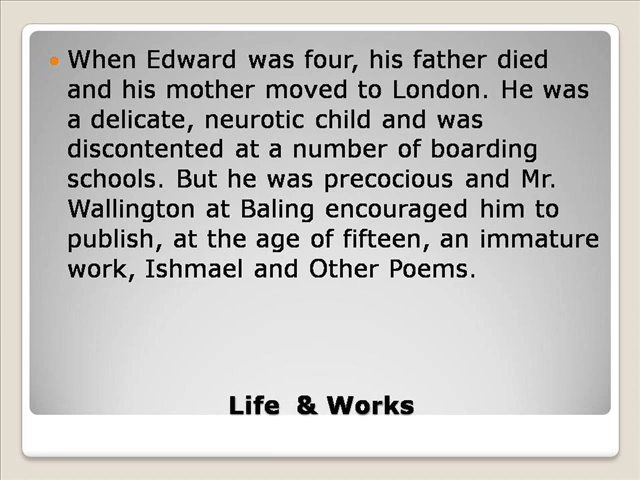 When Edward was four, his father died
and his mother moved to London. He was
a delicate, neurotic child and was
discontented at a number of boarding
schools. But he was precocious and Mr.
Wallington at Baling encouraged him to
publish, at the age of fifteen, an immature
work, Ishmael and Other Poems.
Life & Works